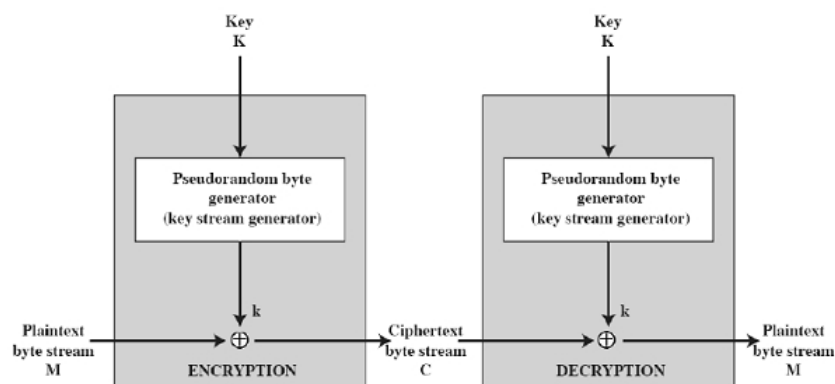 Key
K
Key
K
Pseudorandom byte
generator
(key stream generator)
Pseudorandom byte
generator
(key stream generator)
k
k
Plaintext
byte stream
M
Ciphertext
byte stream
C
Plaintext
byte stream
M
ENCRYPTION
DECRYPTION